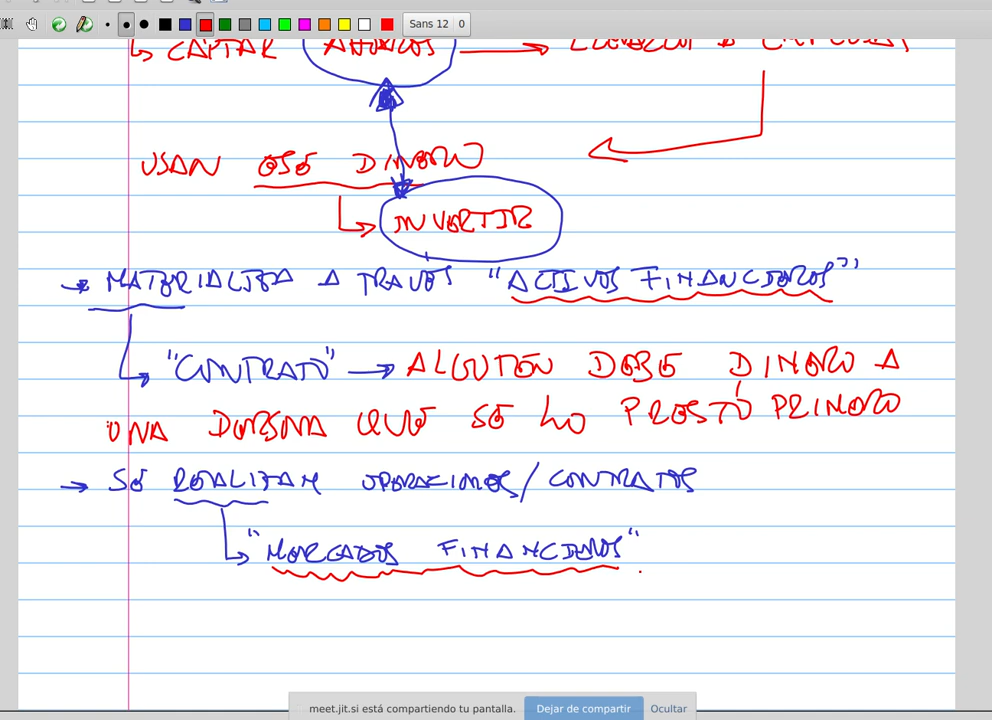 Sans 12 0
↳ CAPTAR AHORROS →
USAN ESE DINERO
↳ INVERTIR
→ MATERIALIZA A TRAVÉS "ACTIVOS FINANCIEROS"
↳ "CONTRATO" → ALGUIEN DEBE DINERO A
UNA PERSONA QUE SE LO PRESTÓ PRIMERO
→ SE REALIZAN OPERACIONES/CONTRATOS
↳ "MERCADOS FINANCIEROS"
meet.jit.si está compartiendo tu pantalla. Dejar de compartir Ocultar